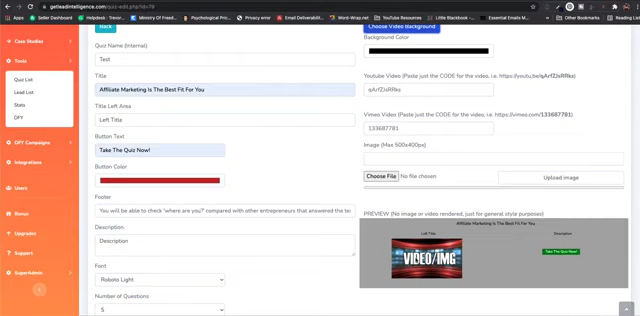 getleadintelligence.com/quiz-edit.php?id=79
Apps
Seller Dashboard
Helpdesk - Trevor...
Ministry Of Freed...
Psychological Pric...
Privacy error
Email Deliverabilit...
Word-Wrap.net
YouTube Resources
Little Blackbook -...
Essential Emails M...
Other Bookmarks
Reading List
Case Studies
Tools
Quiz List
Lead List
Stats
DFY
DFY Campaigns
Integrations
Users
Bonus
Upgrades
Support
SuperAdmin
Back
Quiz Name (Internal)
Test
Title
Affiliate Marketing Is The Best Fit For You
Title Left Area
Left Title
Button Text
Take The Quiz Now!
Button Color
Footer
You will be able to check 'where are you?' compared with other entrepreneurs that answered the tes
Description
Description
Font
Roboto Light
Number of Questions
5
Choose Video Background
Background Color
Youtube Video (Paste just the CODE for the video, i.e. https://youtu.be/qArfZJsRRks)
qArfZJsRRks
Vimeo Video (Paste just the CODE for the video, i.e. https://vimeo.com/133687781)
133687781
Image (Max 500x400px)
Choose File No file chosen
Upload image
PREVIEW (No image or video rendered, just for general style purposes)
Affiliate Marketing Is The Best Fit For You
Left Title
Description
VIDEO/IMG
Take The Quiz Now!